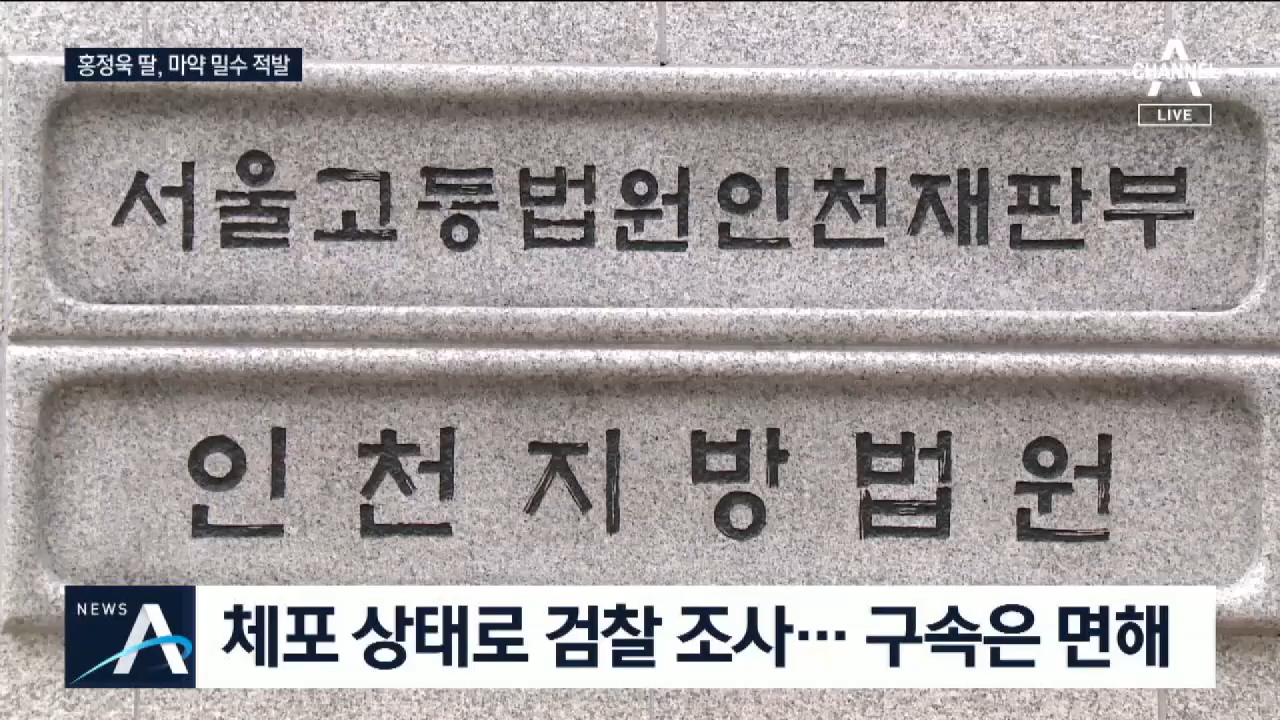 홍정욱 딸, 마약 밀수 적발
CHANNEL A
LIVE
서울고등법원인천재판부
인천지방법원
NEWS A
체포 상태로 검찰 조사… 구속은 면해